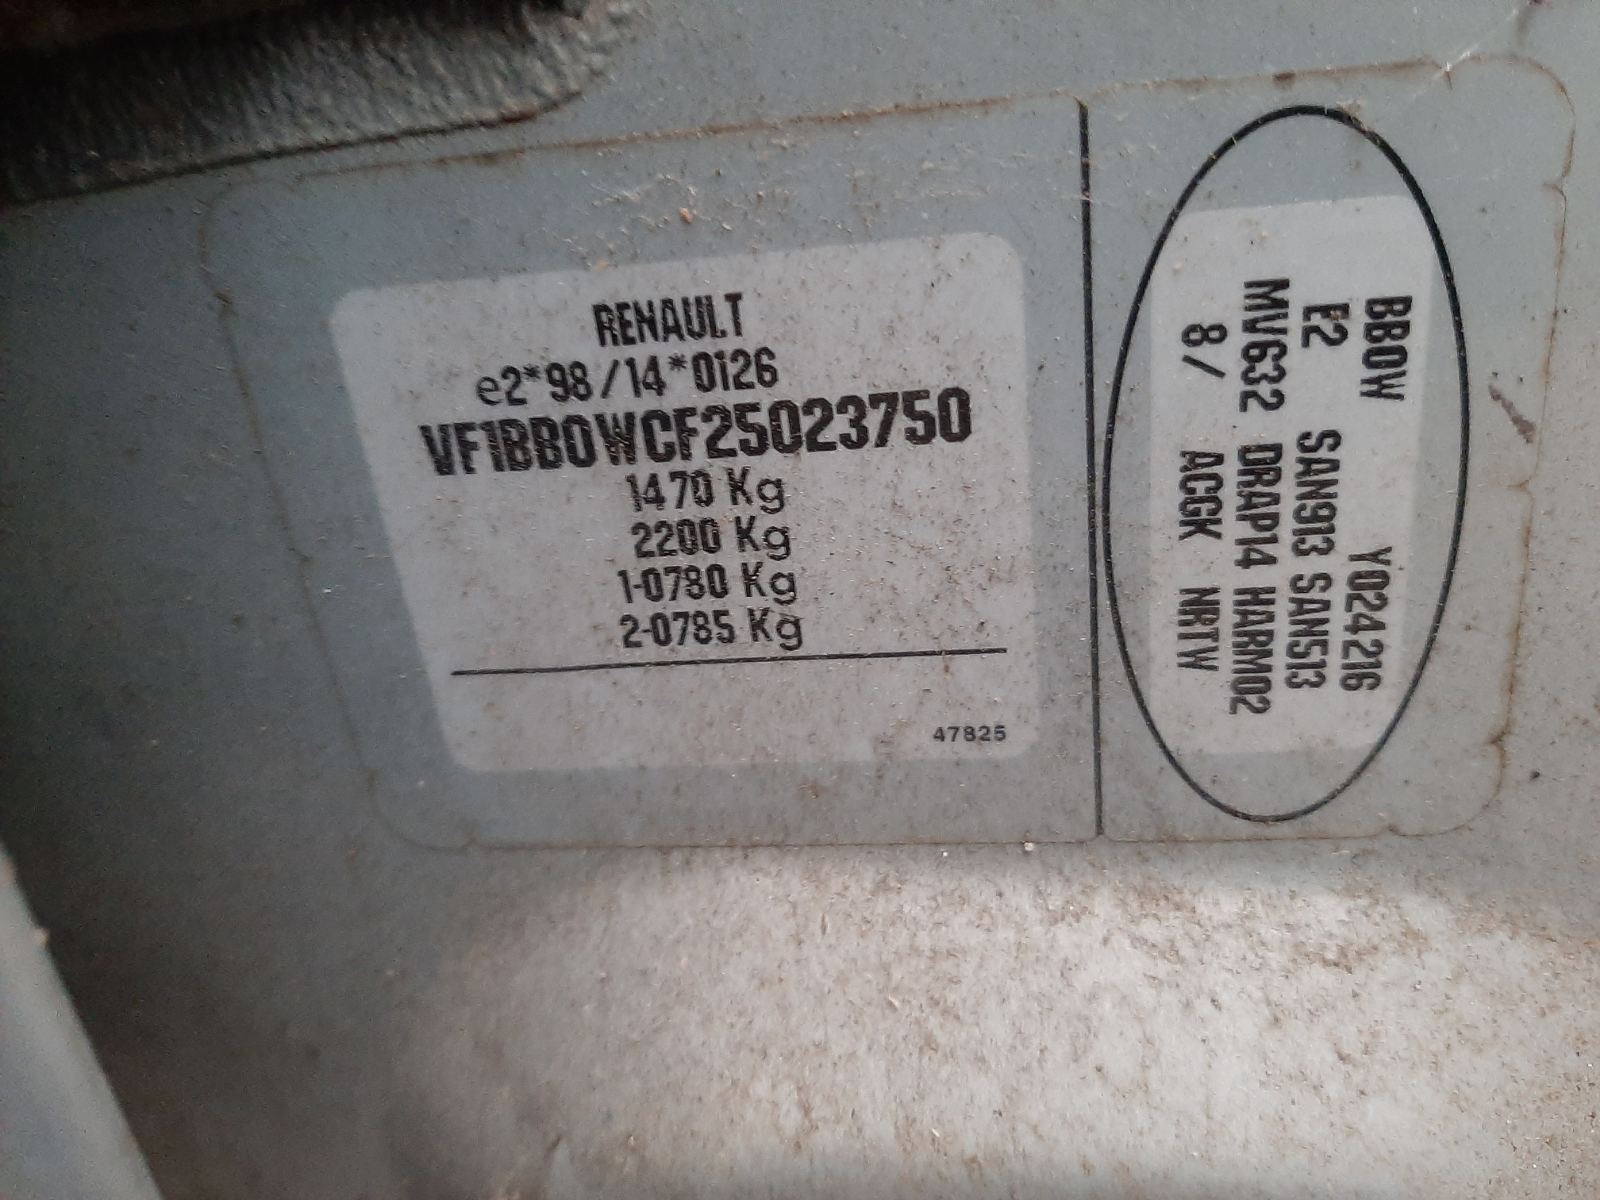 RENAULT
e2*98/14*0126
VF1BB0WCF25023750
1470 Kg
2200 Kg
1-0780 Kg
2-0785 Kg
47825
BB0W Y024216
E2 SAN913 SAN513
MV632 DRAP14 HARM02
8/ ACGK NRTW